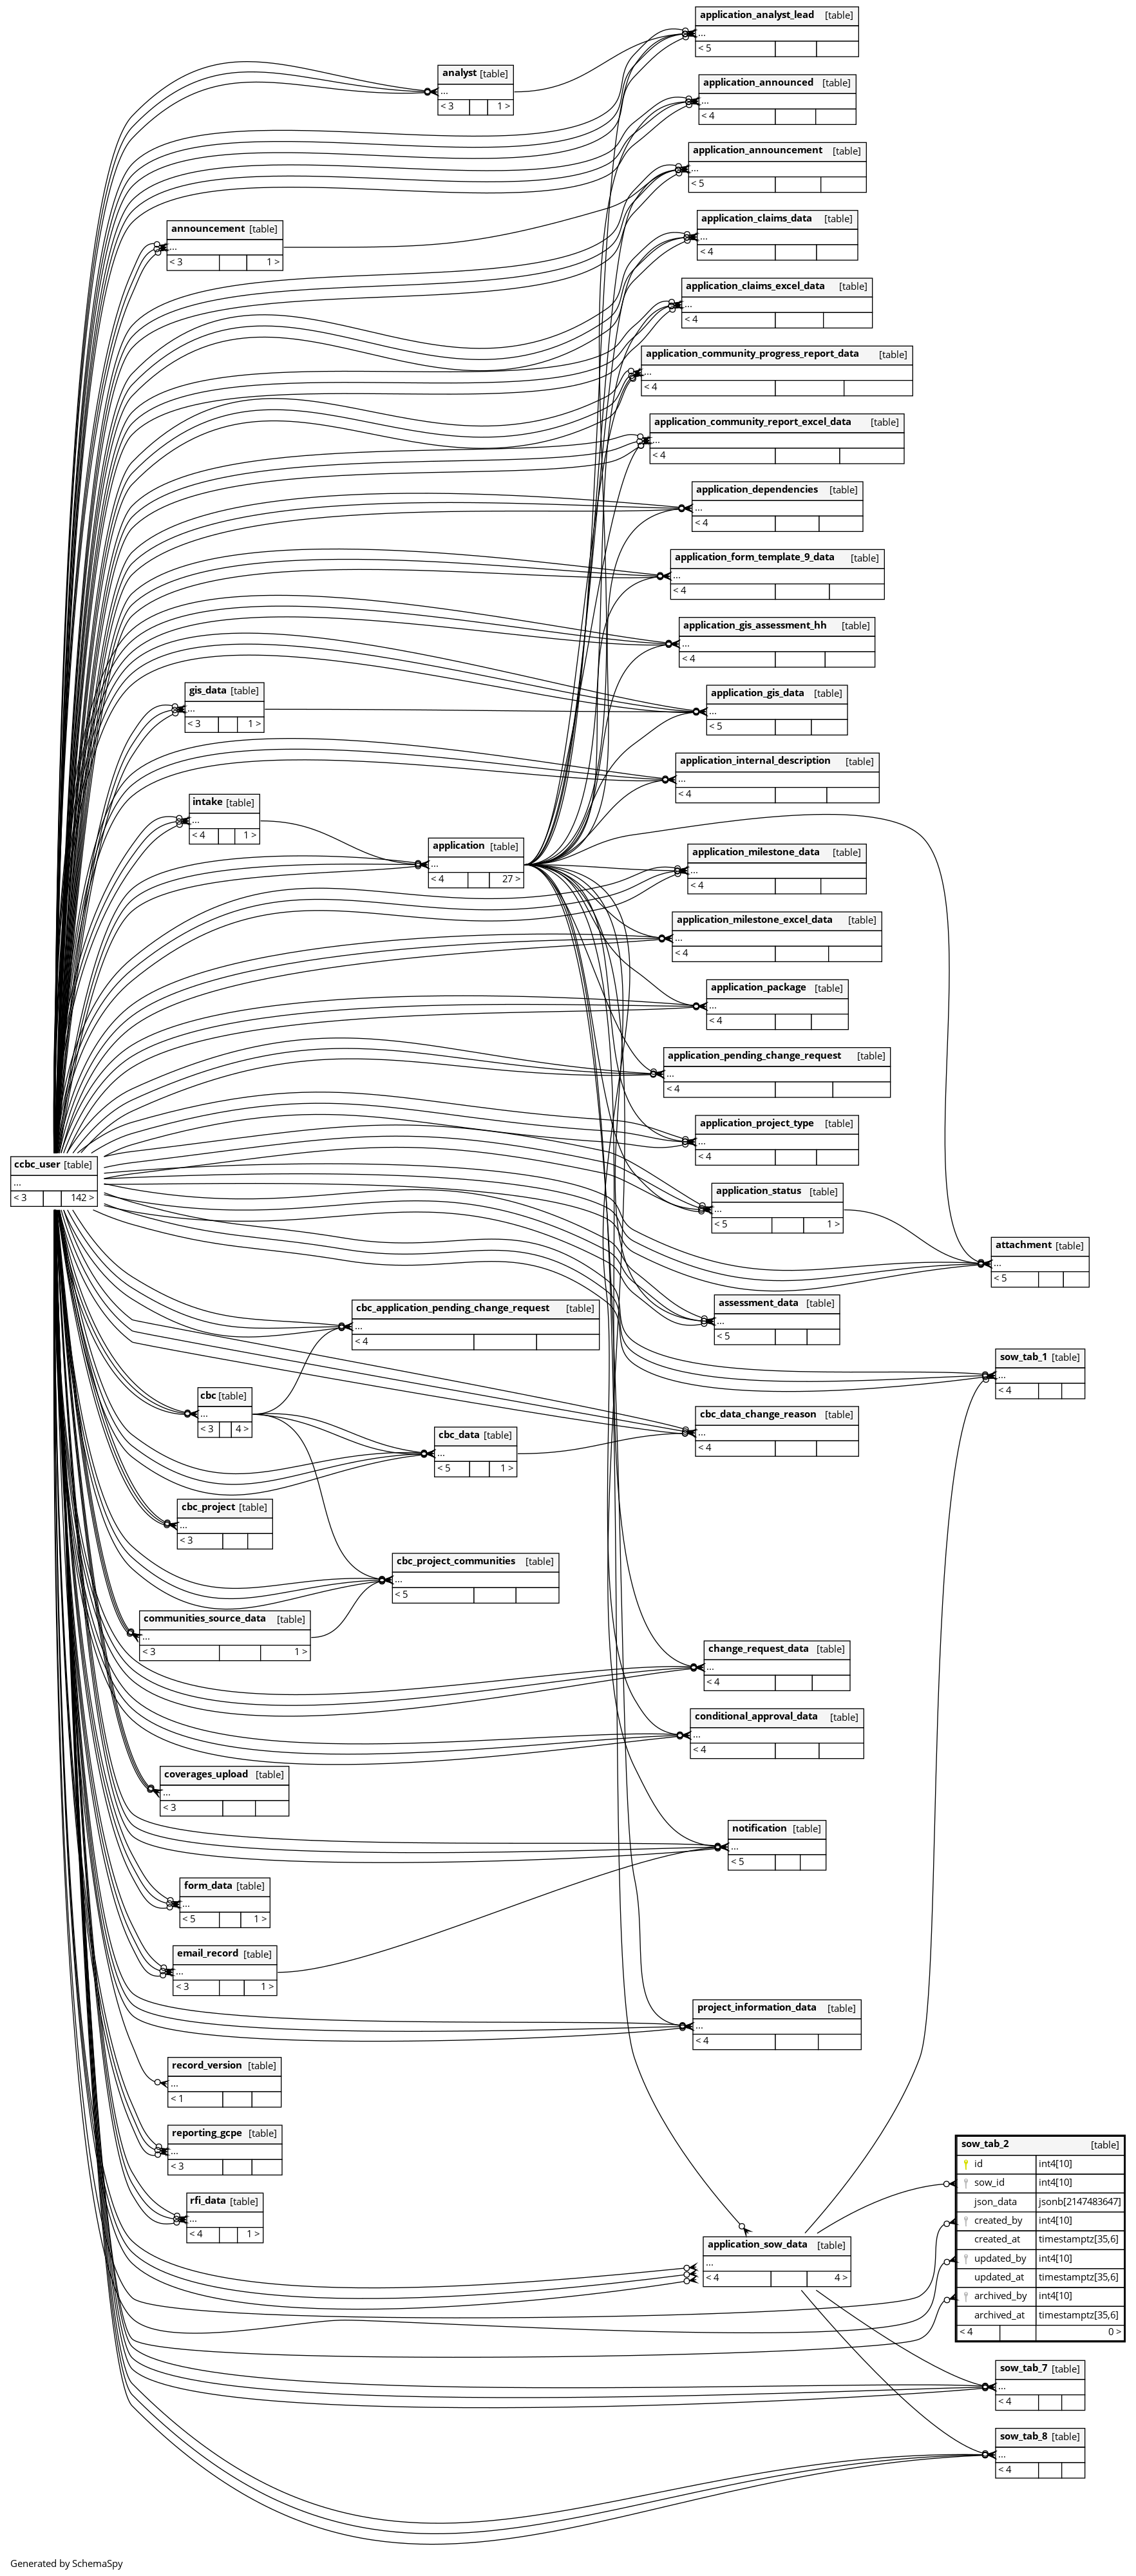 application_analyst_lead [table]
...
< 5
analyst [table]
...
< 3 1 >
application_announced [table]
...
< 4
application_announcement [table]
...
< 5
application_claims_data [table]
...
< 4
announcement [table]
...
< 3 1 >
application_claims_excel_data [table]
...
< 4
application_community_progress_report_data [table]
...
< 4
application_community_report_excel_data [table]
...
< 4
application_dependencies [table]
...
< 4
application_form_template_9_data [table]
...
< 4
application_gis_assessment_hh [table]
...
< 4
gis_data [table]
...
< 3 1 >
application_gis_data [table]
...
< 5
application_internal_description [table]
...
< 4
intake [table]
...
< 4 1 >
application [table]
...
< 4 27 >
application_milestone_data [table]
...
< 4
application_milestone_excel_data [table]
...
< 4
application_package [table]
...
< 4
application_pending_change_request [table]
...
< 4
application_project_type [table]
...
< 4
ccbc_user [table]
...
< 3 142 >
application_status [table]
...
< 5 1 >
attachment [table]
...
< 5
assessment_data [table]
...
< 5
cbc_application_pending_change_request [table]
...
< 4
sow_tab_1 [table]
...
< 4
cbc [table]
...
< 3 4 >
cbc_data_change_reason [table]
...
< 4
cbc_data [table]
...
< 5 1 >
cbc_project [table]
...
< 3
cbc_project_communities [table]
...
< 5
communities_source_data [table]
...
< 3 1 >
change_request_data [table]
...
< 4
conditional_approval_data [table]
...
< 4
coverages_upload [table]
...
< 3
notification [table]
...
< 5
form_data [table]
...
< 5 1 >
email_record [table]
...
< 3 1 >
project_information_data [table]
...
< 4
record_version [table]
...
< 1
reporting_gcpe [table]
...
< 3
rfi_data [table]
...
< 4 1 >
sow_tab_2 [table]
id int4[10]
sow_id int4[10]
json_data jsonb[2147483647]
created_by int4[10]
created_at timestamptz[35,6]
updated_by int4[10]
updated_at timestamptz[35,6]
archived_by int4[10]
archived_at timestamptz[35,6]
< 4 0 >
application_sow_data [table]
...
< 4 4 >
sow_tab_7 [table]
...
< 4
sow_tab_8 [table]
...
< 4
Generated by SchemaSpy